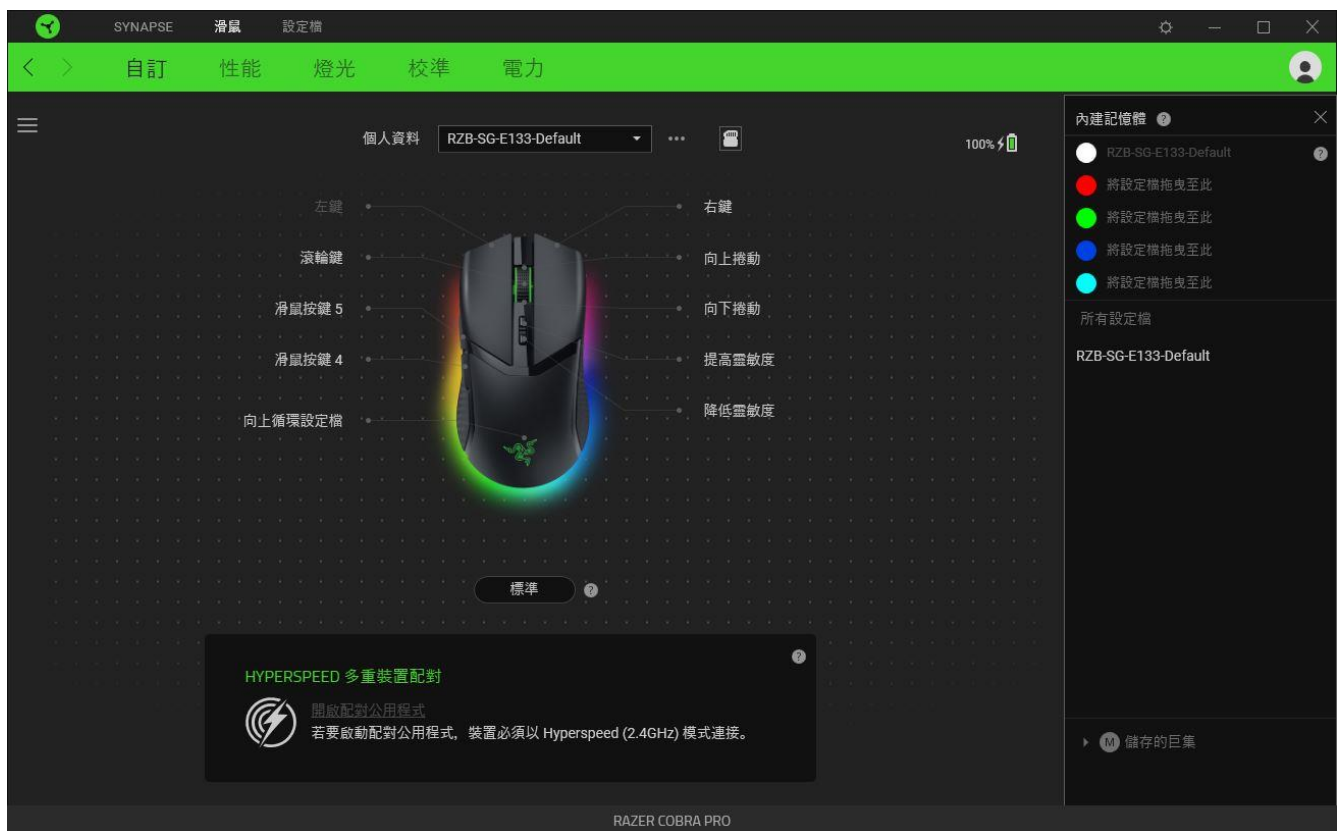 SYNAPSE 滑鼠 設定檔
自訂 性能 燈光 校準 電力
個人資料 RZB-SG-E133-Default
100%
左鍵
滾輪鍵
滑鼠按鍵 5
滑鼠按鍵 4
向上循環設定檔
右鍵
向上捲動
向下捲動
提高靈敏度
降低靈敏度
標準 ?
HYPERSPEED 多重裝置配對 ?
開啟配對公用程式
若要啟動配對公用程式，裝置必須以 Hyperspeed (2.4GHz) 模式連接。
內建記憶體 ?
RZB-SG-E133-Default ?
將設定檔拖曳至此
將設定檔拖曳至此
將設定檔拖曳至此
將設定檔拖曳至此
所有設定檔
RZB-SG-E133-Default
M 儲存的巨集
RAZER COBRA PRO